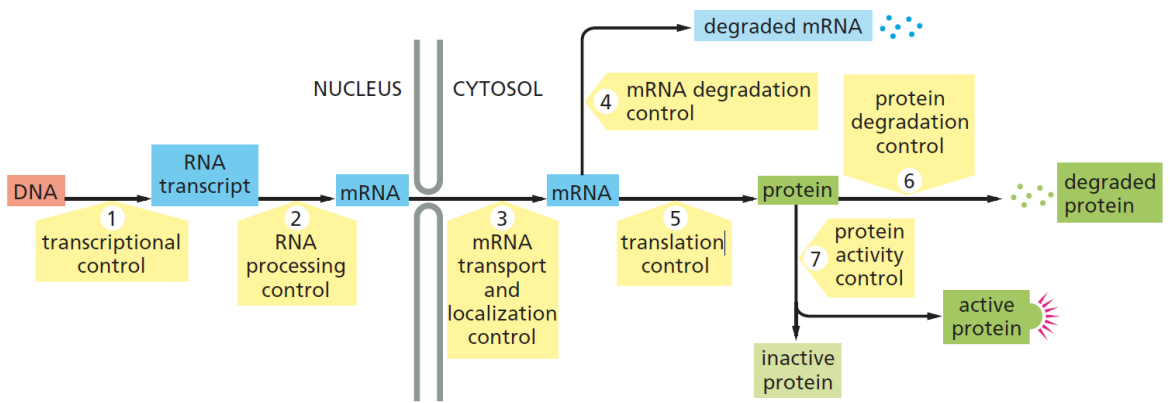 degraded mRNA
NUCLEUS
CYTOSOL
4
mRNA degradation
control
protein
degradation
control
6
DNA
RNA
transcript
mRNA
mRNA
protein
degraded
protein
1
transcriptional
control
2
RNA
processing
control
3
mRNA
transport
and
localization
control
5
translation
control
7
protein
activity
control
active
protein
inactive
protein